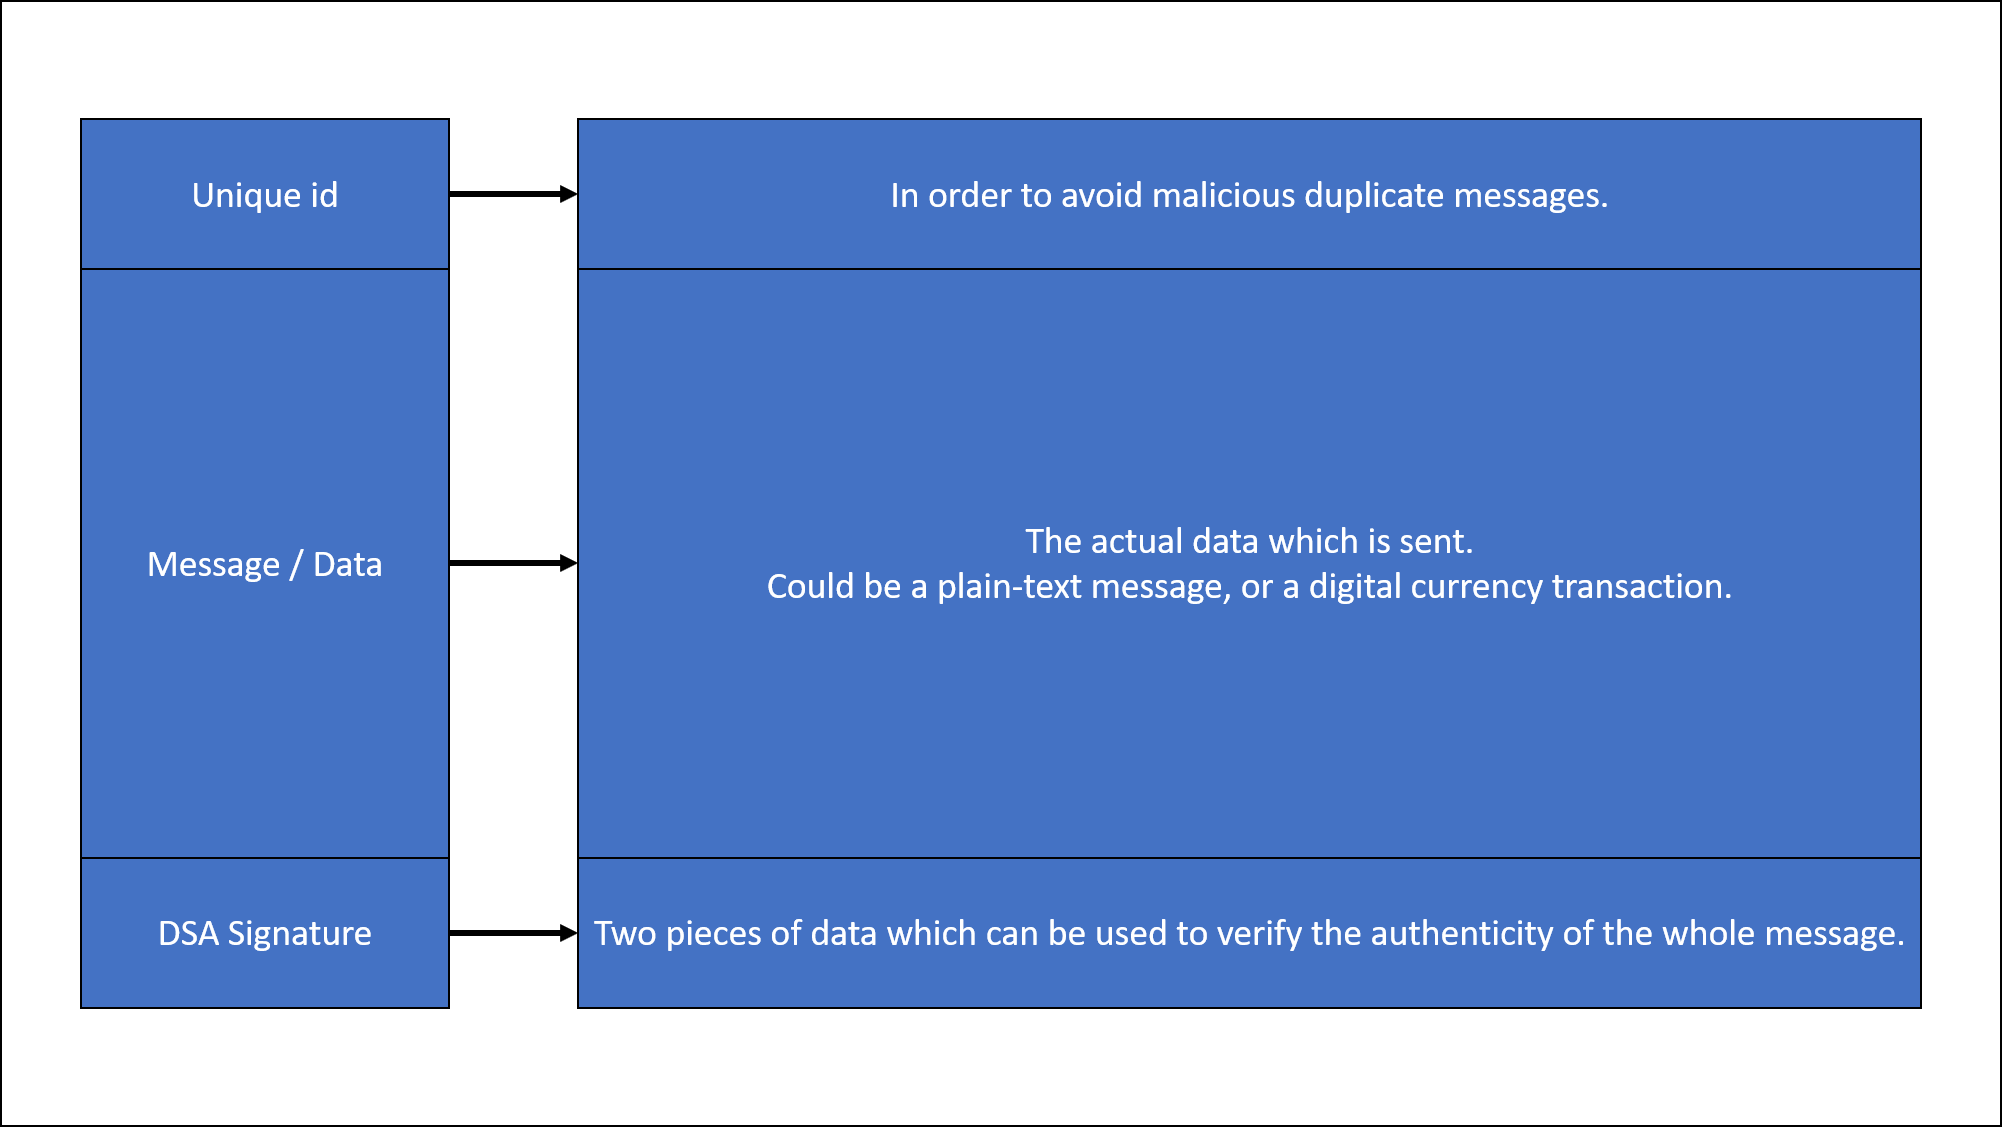 Unique id
In order to avoid malicious duplicate messages.
Message / Data
The actual data which is sent.
Could be a plain-text message, or a digital currency transaction.
DSA Signature
Two pieces of data which can be used to verify the authenticity of the whole message.